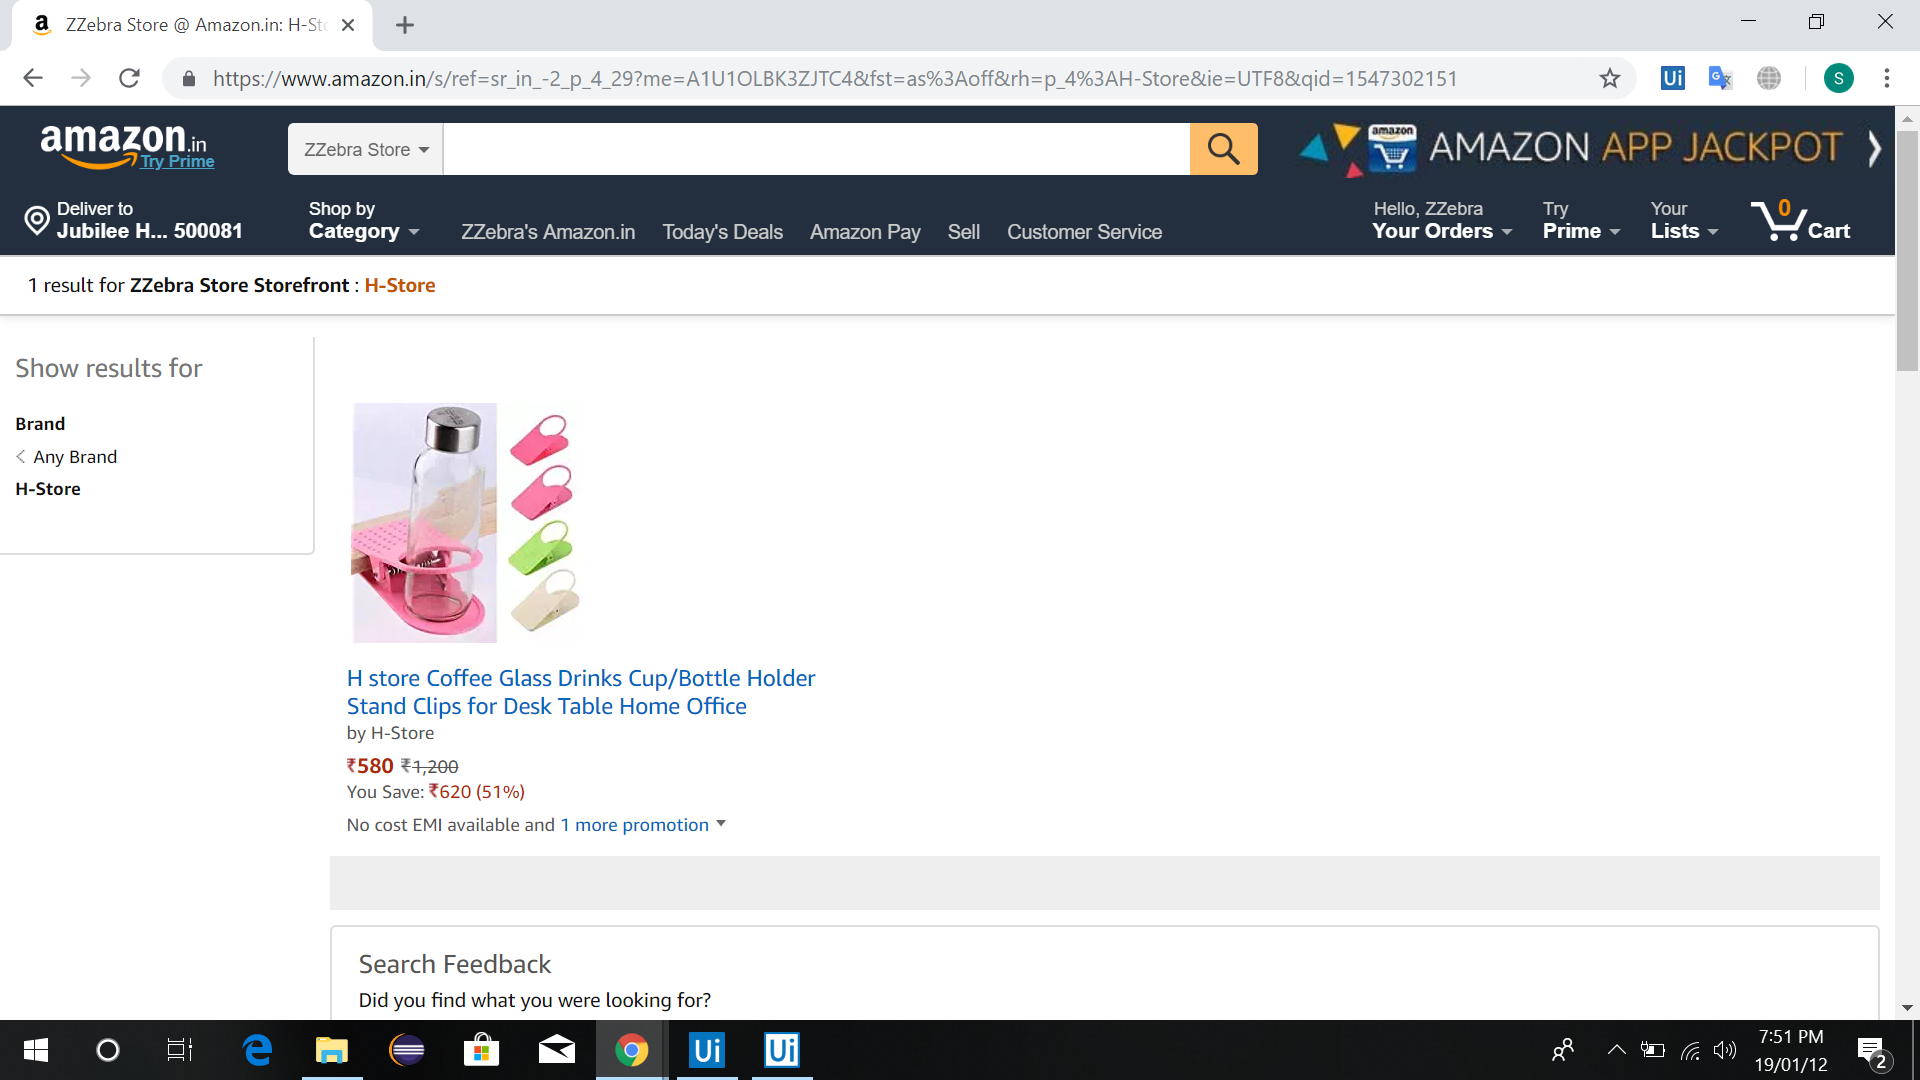 ZZebra Store @ Amazon.in: H-St
https://www.amazon.in/s/ref=sr_in_-2_p_4_29?me=A1U1OLBK3ZJTC4&fst=as%3Aoff&rh=p_4%3AH-Store&ie=UTF8&qid=1547302151
Ui
S
amazon.in
Try Prime
ZZebra Store
amazon
AMAZON APP JACKPOT
Deliver to
Jubilee H... 500081
Shop by
Category
ZZebra's Amazon.in
Today's Deals
Amazon Pay
Sell
Customer Service
Hello, ZZebra
Your Orders
Try
Prime
Your
Lists
0
Cart
1 result for ZZebra Store Storefront : H-Store
Show results for
Brand
Any Brand
H-Store
H store Coffee Glass Drinks Cup/Bottle Holder
Stand Clips for Desk Table Home Office
by H-Store
₹580 ₹1,200
You Save: ₹620 (51%)
No cost EMI available and 1 more promotion
Search Feedback
Did you find what you were looking for?
Ui
Ui
7:51 PM
19/01/12
2